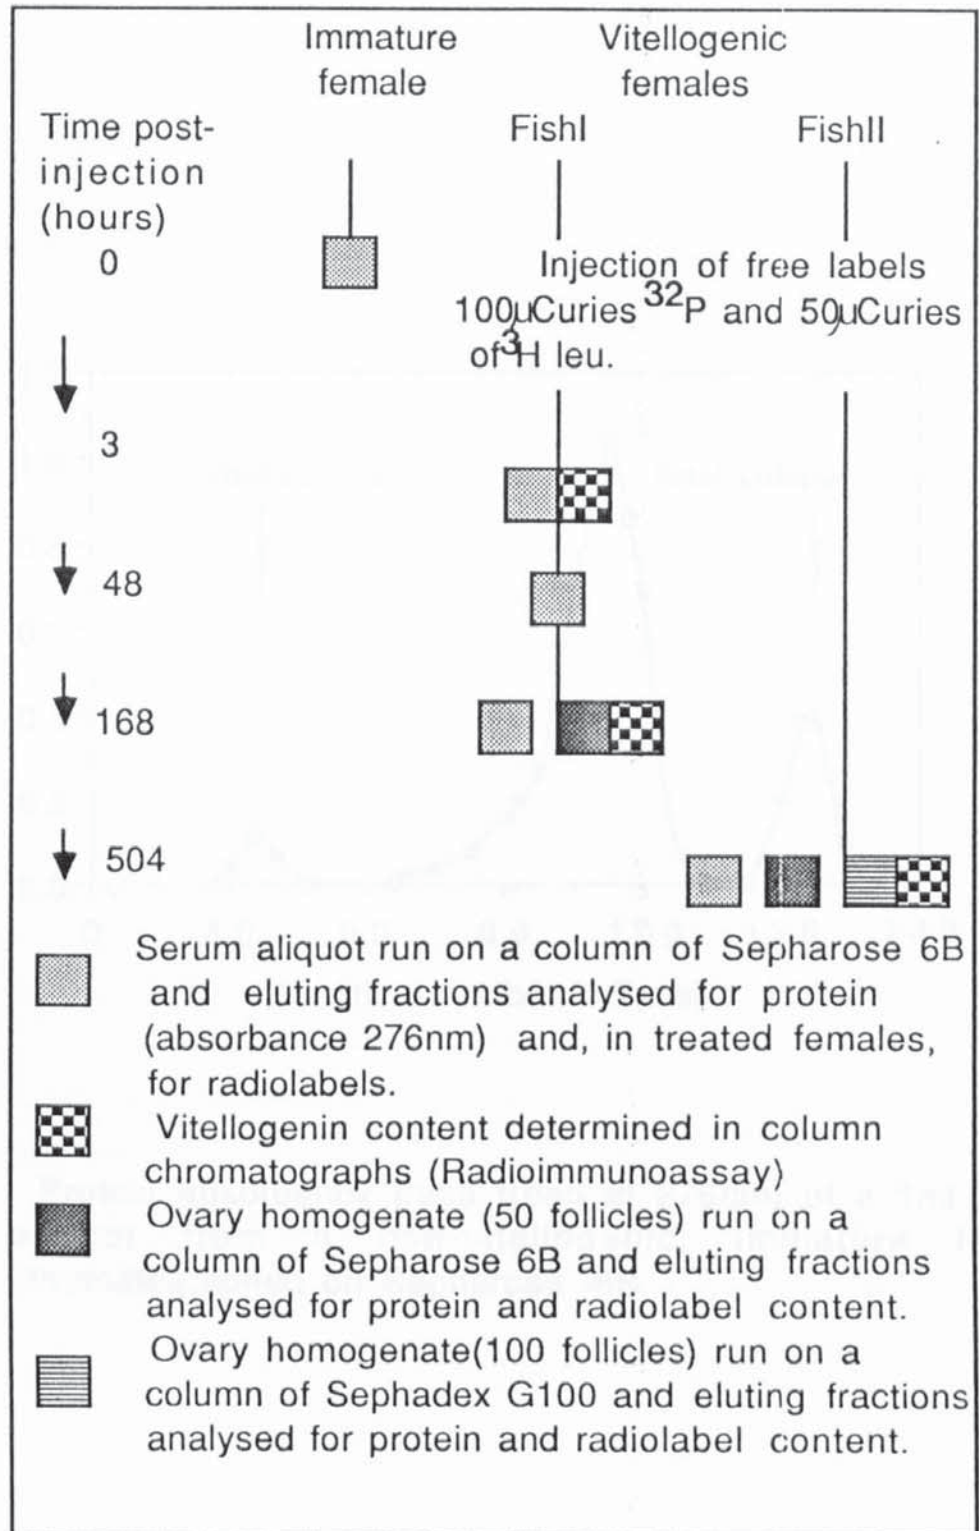 Immature female
Vitellogenic females
Time post-injection (hours)
FishI
FishII
0
Injection of free labels
100µCuries 32P and 50µCuries
of 3H leu.
3
48
168
504
Serum aliquot run on a column of Sepharose 6B
and eluting fractions analysed for protein
(absorbance 276nm) and, in treated females,
for radiolabels.
Vitellogenin content determined in column
chromatographs (Radioimmunoassay)
Ovary homogenate (50 follicles) run on a
column of Sepharose 6B and eluting fractions
analysed for protein and radiolabel content.
Ovary homogenate(100 follicles) run on a
column of Sephadex G100 and eluting fractions
analysed for protein and radiolabel content.